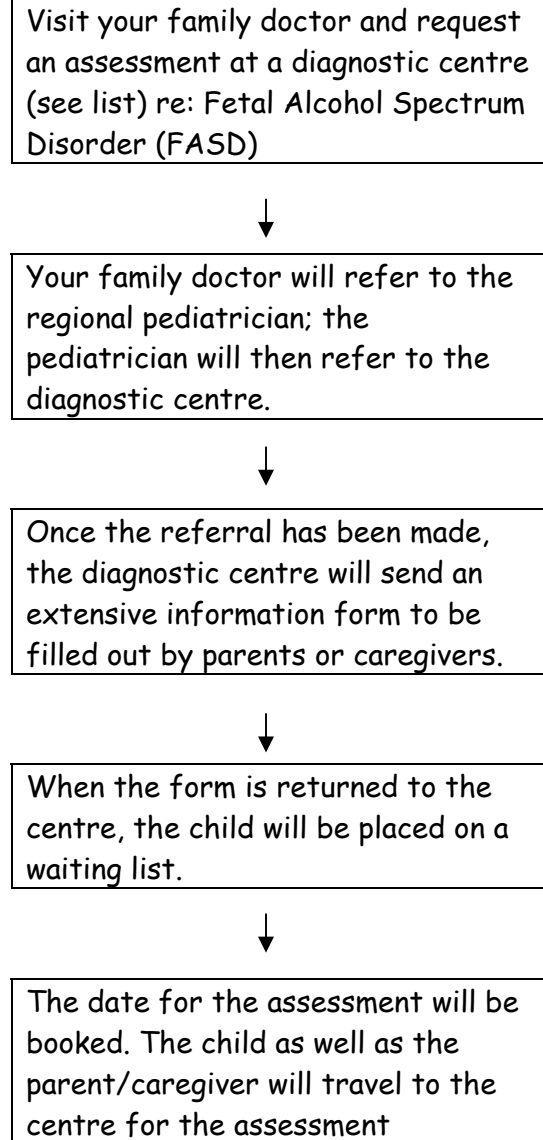 Visit your family doctor and request
an assessment at a diagnostic centre
(see list) re: Fetal Alcohol Spectrum
Disorder (FASD)
Your family doctor will refer to the
regional pediatrician; the
pediatrician will then refer to the
diagnostic centre.
Once the referral has been made,
the diagnostic centre will send an
extensive information form to be
filled out by parents or caregivers.
When the form is returned to the
centre, the child will be placed on a
waiting list.
The date for the assessment will be
booked. The child as well as the
parent/caregiver will travel to the
centre for the assessment